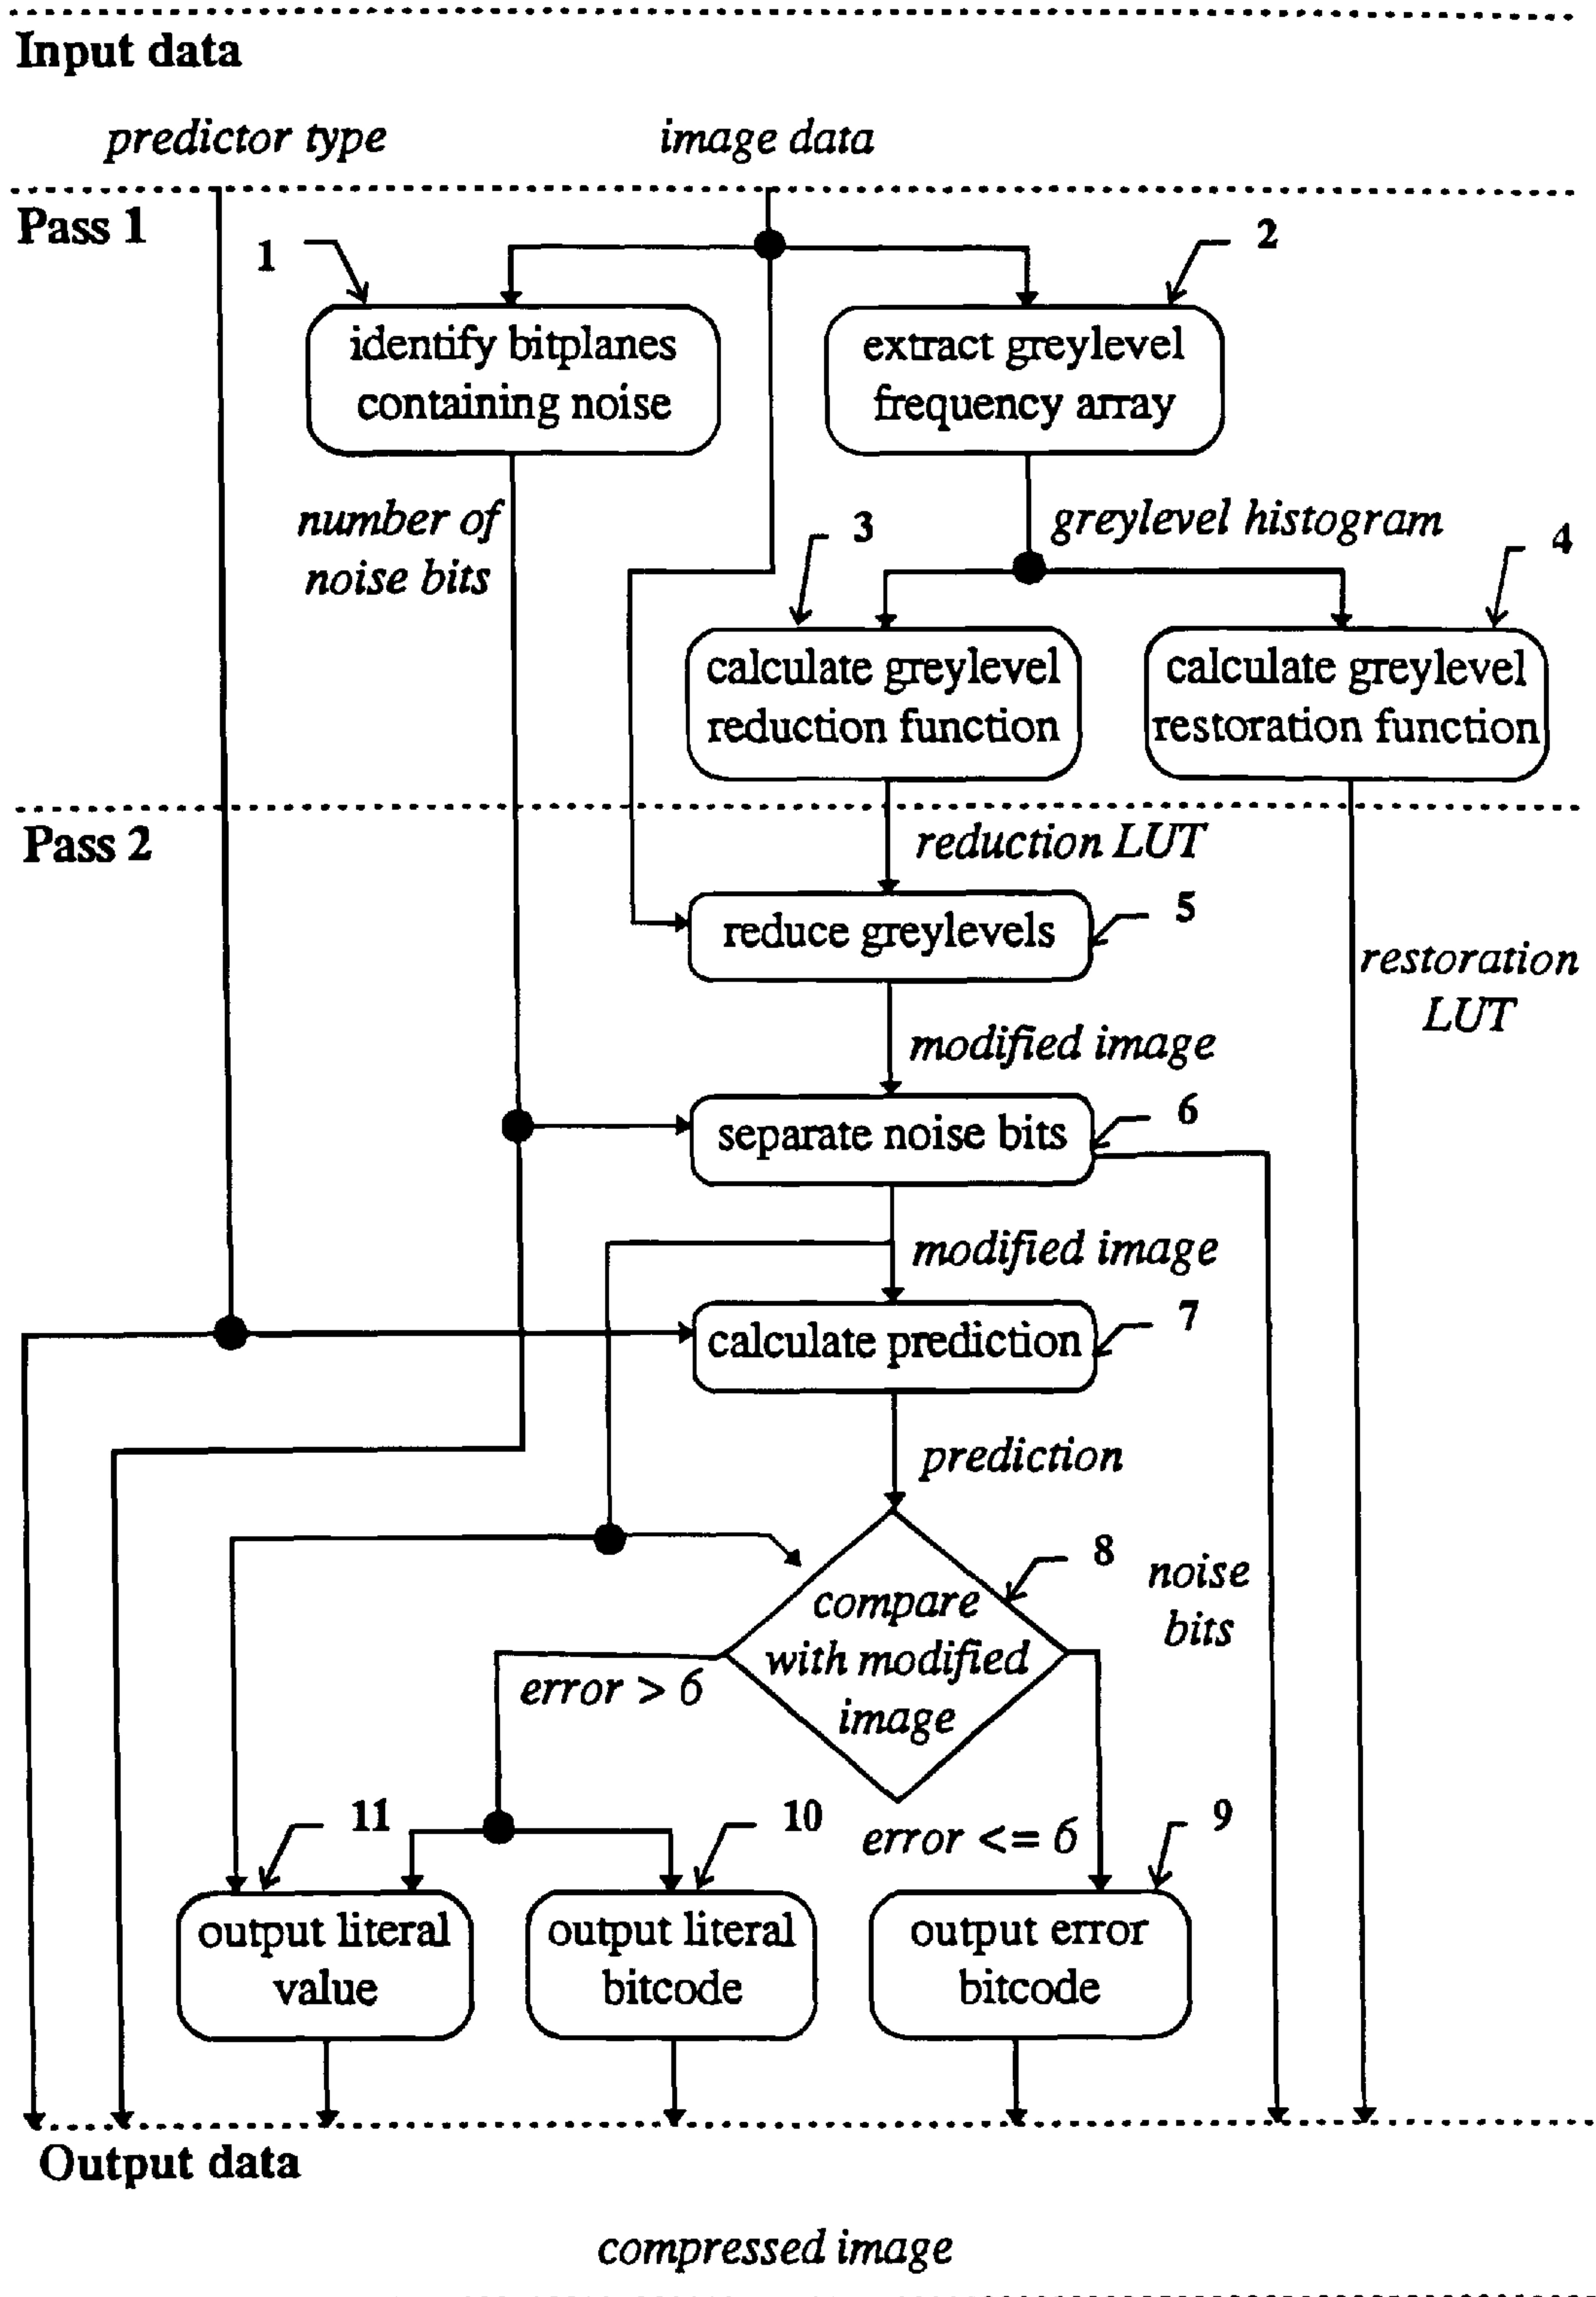 Input data
predictor type
image data
Pass 1
1
2
identify bitplanes
containing noise
extract greylevel
frequency array
number of
noise bits
3
greylevel histogram
4
calculate greylevel
reduction function
calculate greylevel
restoration function
Pass 2
reduction LUT
reduce greylevels
5
restoration
LUT
modified image
separate noise bits
6
modified image
calculate prediction
7
prediction
8
noise
bits
compare
with modified
image
error > 6
11
10
error <= 6
9
output literal
value
output literal
bitcode
output error
bitcode
Output data
compressed image